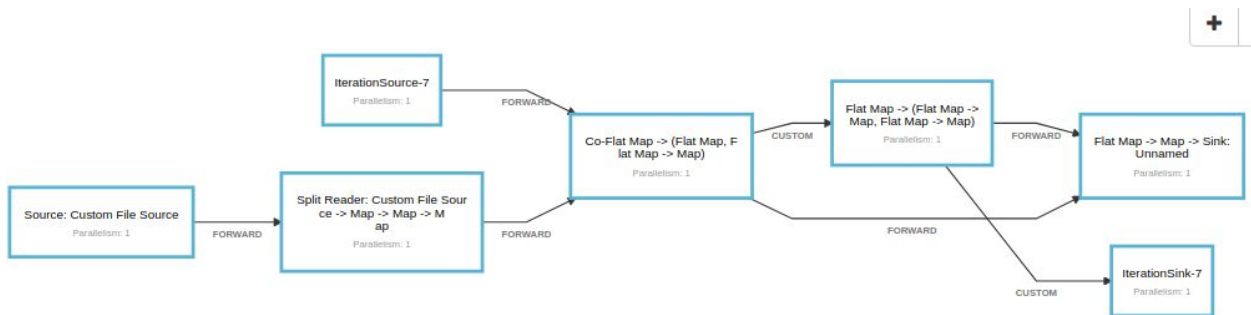 +
IterationSource-7
Parallelism: 1
FORWARD
Source: Custom File Source
Parallelism: 1
FORWARD
Split Reader: Custom File Sour
ce -> Map -> Map -> M
ap
Parallelism: 1
FORWARD
Co-Flat Map -> (Flat Map, F
lat Map -> Map)
Parallelism: 1
CUSTOM
FORWARD
Flat Map -> (Flat Map ->
Map, Flat Map -> Map)
Parallelism: 1
FORWARD
CUSTOM
Flat Map -> Map -> Sink:
Unnamed
Parallelism: 1
IterationSink-7
Parallelism: 1